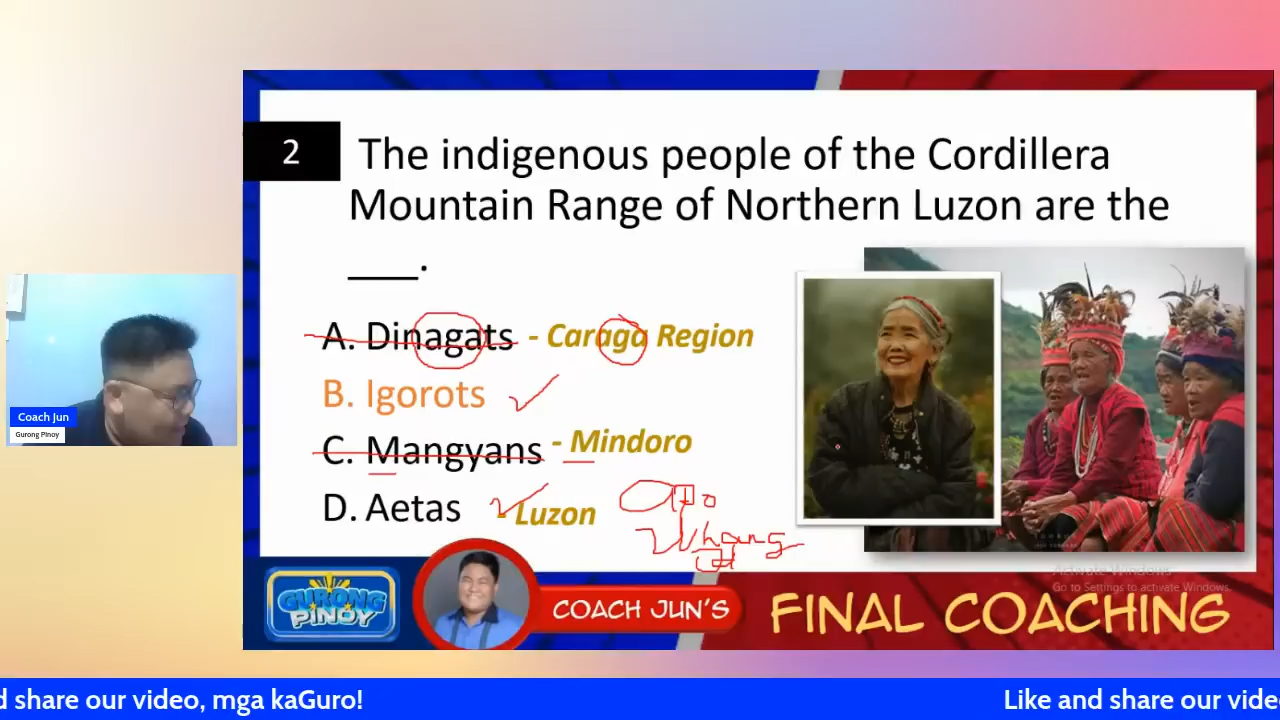 2
The indigenous people of the Cordillera
Mountain Range of Northern Luzon are the
___.
A. Dinagats - Caraga Region
B. Igorots
C. Mangyans - Mindoro
D. Aetas - Luzon
Whang
Coach Jun
Gurong Pinoy
GURONG
PINOY
COACH JUN'S
FINAL COACHING
Activate Windows
Go to Settings to activate Windows.
d share our video, mga kaGuro!
Like and share our vide